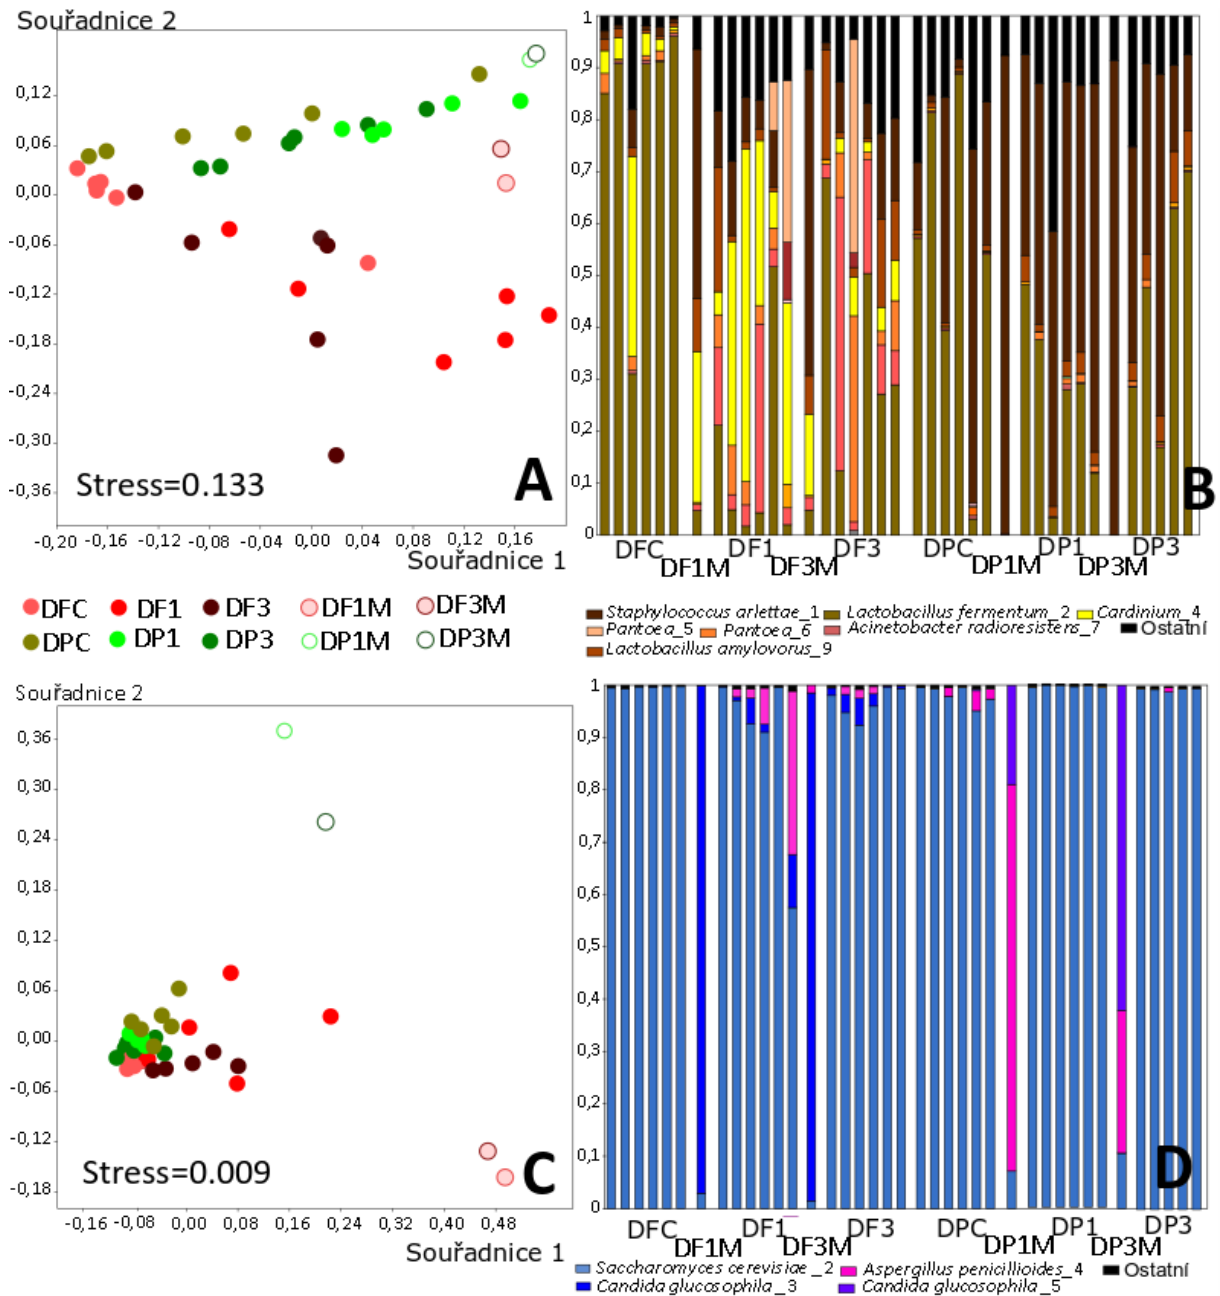 Souřadnice 2
0,12
0,06
0,00
-0,06
-0,12
-0,18
-0,24
-0,30
-0,36
Stress=0.133
A
-0,20 -0,16 -0,12 -0,08 -0,04 0,00 0,04 0,08 0,12 0,16
Souřadnice 1
DFC DF1 DF3 DF1M DF3M
DPC DP1 DP3 DP1M DP3M
1
0,9
0,8
0,7
0,6
0,5
0,4
0,3
0,2
0,1
0
B
DFC DF1 DF3 DPC DP1 DP3
DF1M DF3M DP1M DP3M
Staphylococcus arlettae_1 Lactobacillus fermentum_2 Cardinium_4
Pantoea_5 Pantoea_6 Acinetobacter radioresistens_7 Ostatní
Lactobacillus amylovorus_9
Souřadnice 2
0,36
0,30
0,24
0,18
0,12
0,06
0,00
-0,06
-0,12
-0,18
Stress=0.009
C
-0,16 -0,08 0,00 0,08 0,16 0,24 0,32 0,40 0,48
Souřadnice 1
1
0,9
0,8
0,7
0,6
0,5
0,4
0,3
0,2
0,1
0
D
DFC DF1 DF3 DPC DP1 DP3
DF1M DF3M DP1M DP3M
Saccharomyces cerevisiae_2 Aspergillus penicillioides_4 Ostatní
Candida glucosophila_3 Candida glucosophila_5